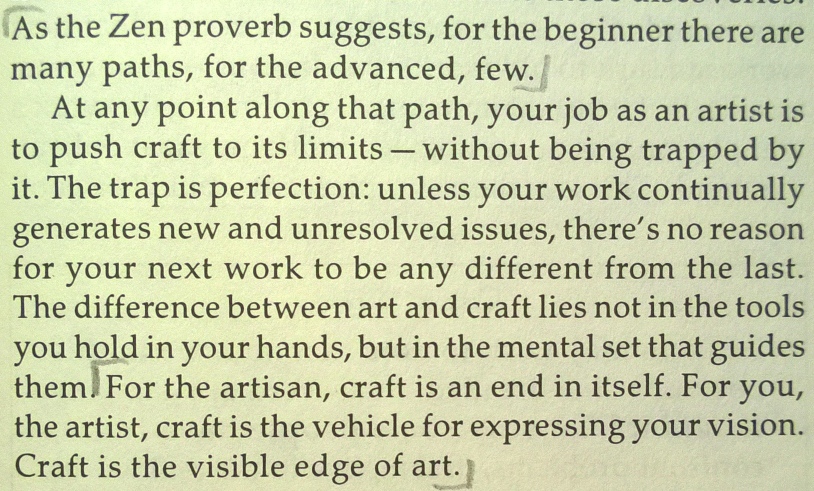 As the Zen proverb suggests, for the beginner there are
many paths, for the advanced, few.
At any point along that path, your job as an artist is
to push craft to its limits — without being trapped by
it. The trap is perfection: unless your work continually
generates new and unresolved issues, there's no reason
for your next work to be any different from the last.
The difference between art and craft lies not in the tools
you hold in your hands, but in the mental set that guides
them. For the artisan, craft is an end in itself. For you,
the artist, craft is the vehicle for expressing your vision.
Craft is the visible edge of art.